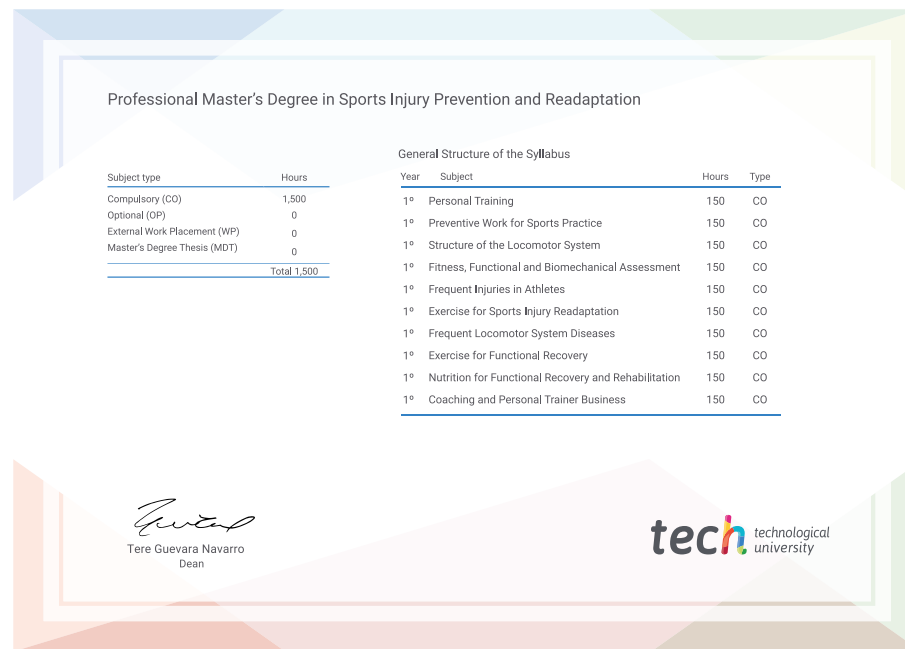 Professional Master's Degree in Sports Injury Prevention and Readaptation
Subject type Hours
Compulsory (CO) 1,500
Optional (OP) 0
External Work Placement (WP) 0
Master's Degree Thesis (MDT) 0
Total 1,500
General Structure of the Syllabus
Year Subject Hours Type
1º Personal Training 150 CO
1º Preventive Work for Sports Practice 150 CO
1º Structure of the Locomotor System 150 CO
1º Fitness, Functional and Biomechanical Assessment 150 CO
1º Frequent Injuries in Athletes 150 CO
1º Exercise for Sports Injury Readaptation 150 CO
1º Frequent Locomotor System Diseases 150 CO
1º Exercise for Functional Recovery 150 CO
1º Nutrition for Functional Recovery and Rehabilitation 150 CO
1º Coaching and Personal Trainer Business 150 CO
Tere Guevara Navarro
Dean
tech technological
university